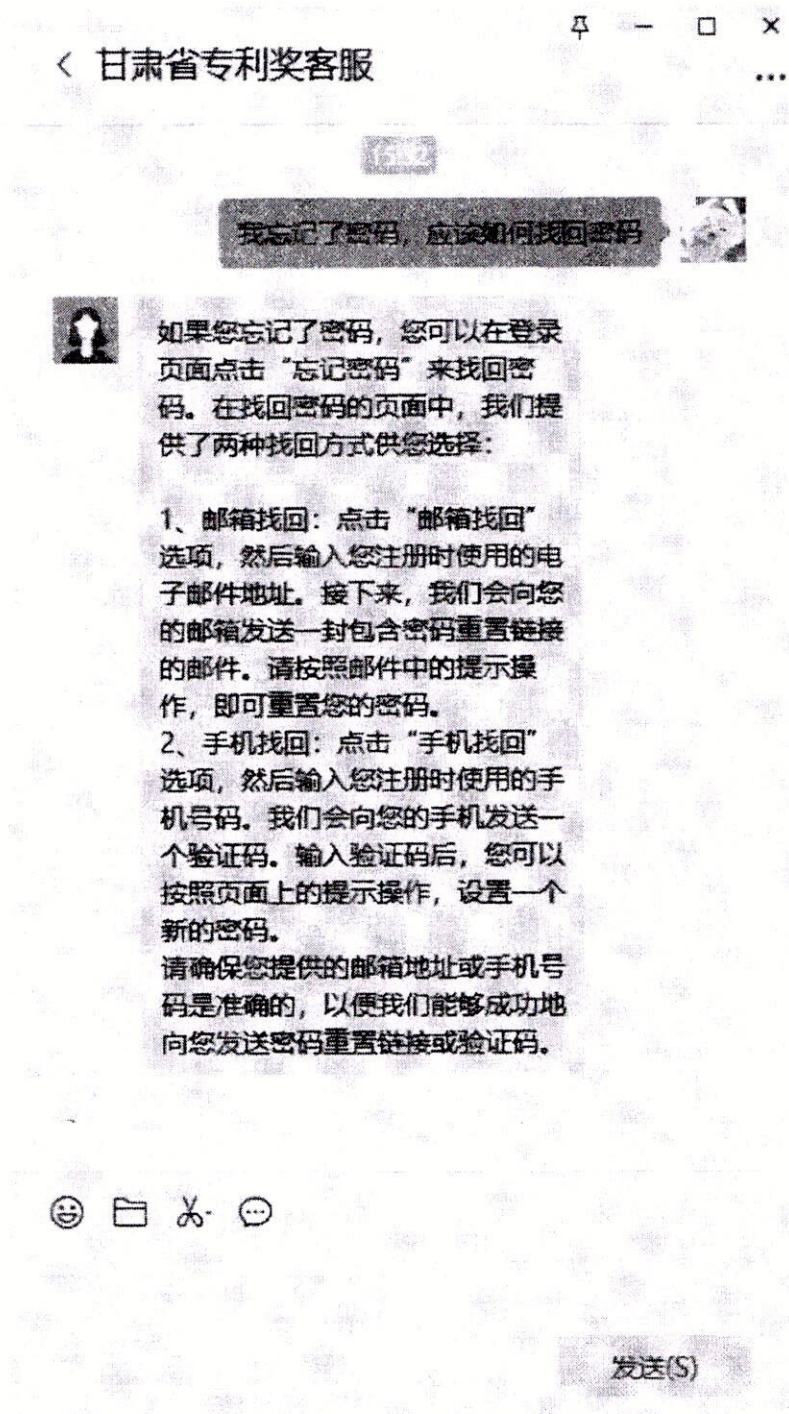 甘肃省专利奖客服
我忘记了密码，应该如何找回密码
如果您忘记了密码，您可以在登录
页面点击“忘记密码”来找回密
码。在找回密码的页面中，我们提
供了两种找回方式供您选择：
1、邮箱找回：点击“邮箱找回”
选项，然后输入您注册时使用的电
子邮件地址。接下来，我们会向您
的邮箱发送一封包含密码重置链接
的邮件。请按照邮件中的提示操
作，即可重置您的密码。
2、手机找回：点击“手机找回”
选项，然后输入您注册时使用的手
机号码。我们会向您的手机发送一
个验证码。输入验证码后，您可以
按照页面上的提示操作，设置一个
新的密码。
请确保您提供的邮箱地址或手机号
码是准确的，以便我们能够成功地
向您发送密码重置链接或验证码。
发送(S)